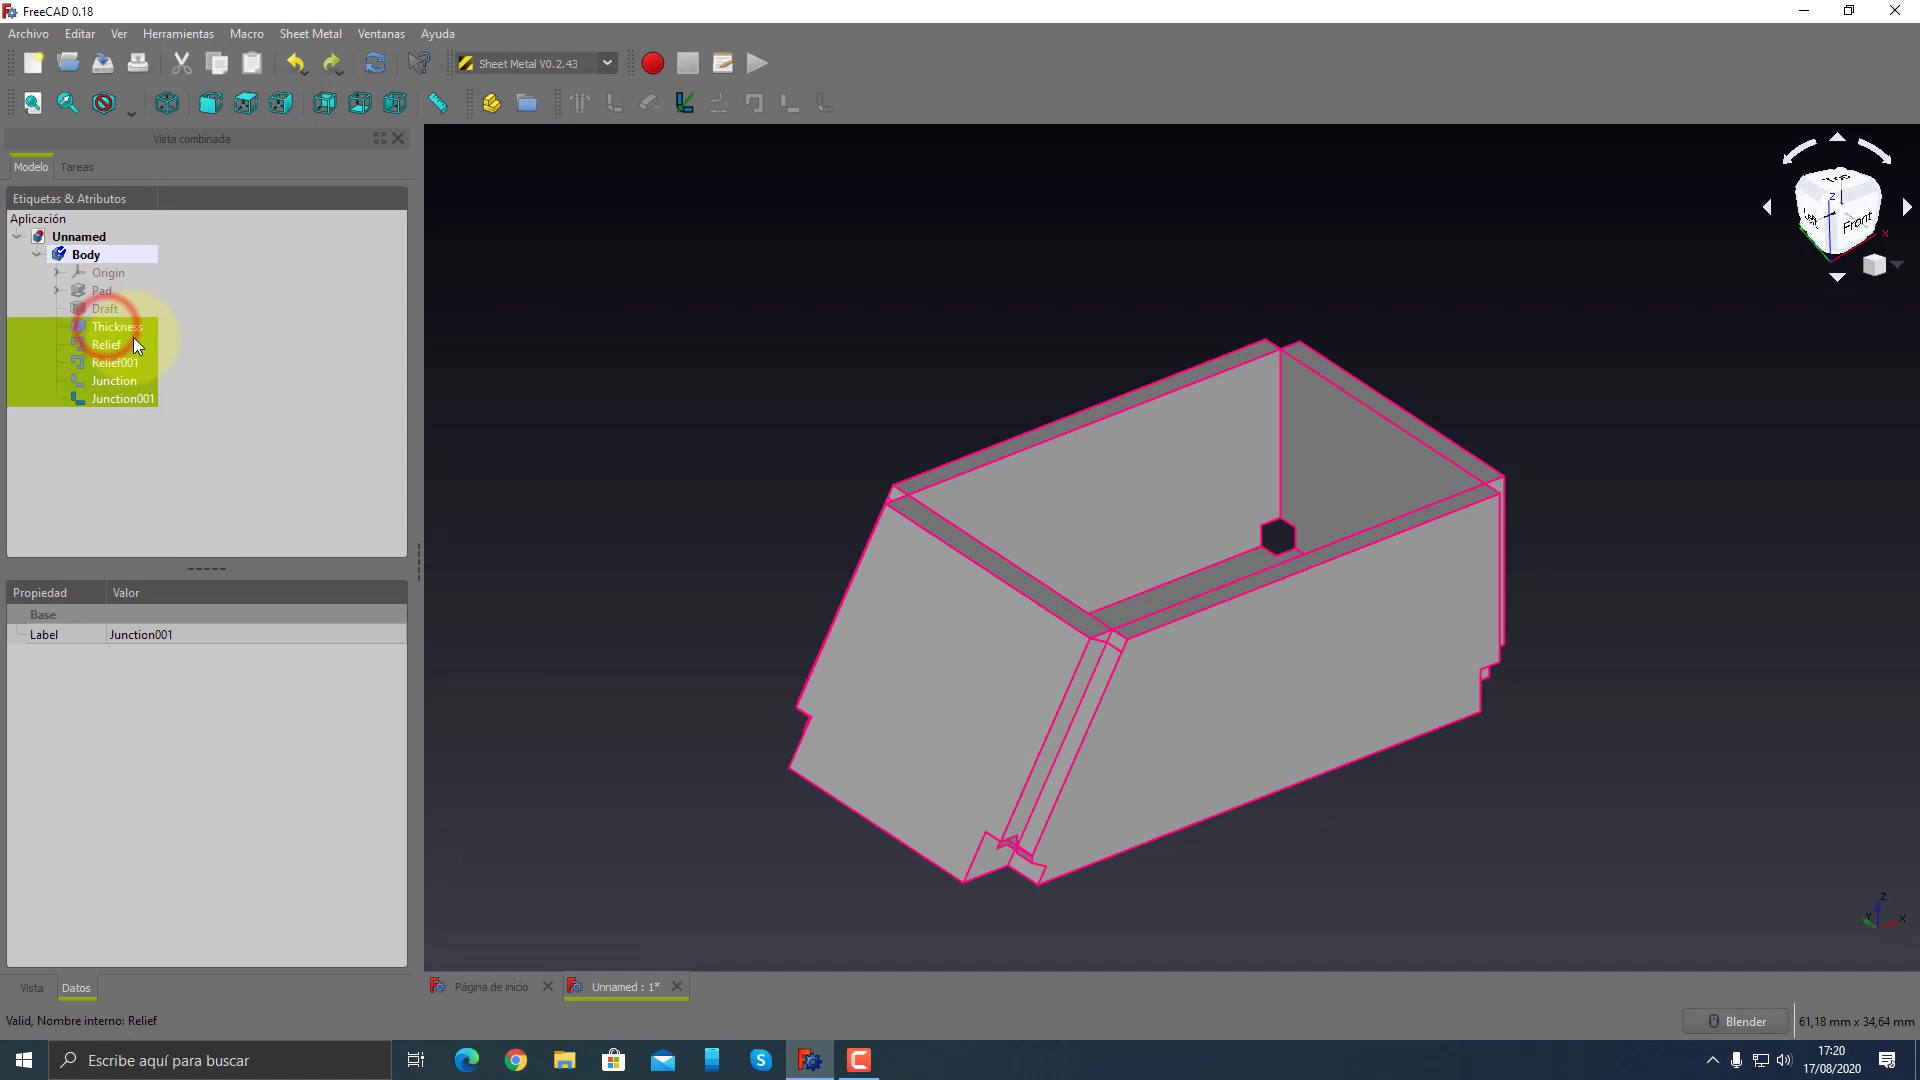 FreeCAD 0.18
Archivo Editar Ver Herramientas Macro Sheet Metal Ventanas Ayuda
Sheet Metal V0.2.43
Vista combinada
Modelo Tareas
Etiquetas & Atributos
Aplicación
Unnamed
Body
Origin
Pad
Draft
Thickness
Relief
Relief001
Junction
Junction001
Top
Front
Z
X
Propiedad Valor
Base
Label Junction001
Z
Y X
Vista Datos
Página de inicio Unnamed : 1*
Valid, Nombre interno: Relief
Blender 61,18 mm x 34,64 mm
Escribe aquí para buscar
17:20
17/08/2020